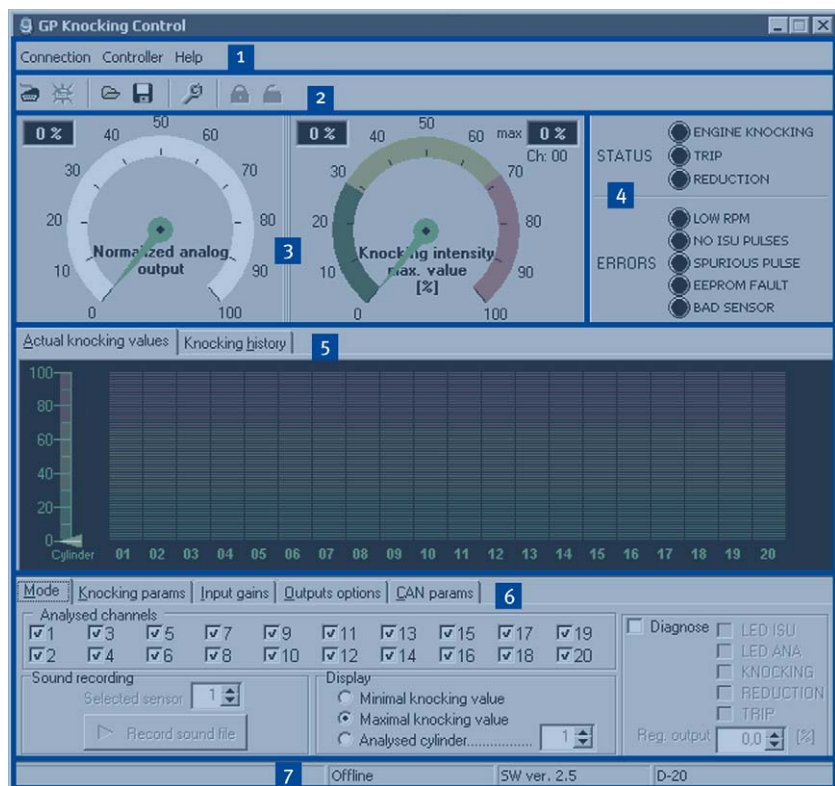 GP Knocking Control
Connection Controller Help 1
2
0 % 0 10 20 30 40 50 60 70 80 90 100
Normalized analog
output
3
0 % 0 10 20 30 40 50 60 70 80 90 100
max 0 %
Ch: 00
Knocking intensity
max. value
[%]
STATUS
ENGINE KNOCKING
TRIP
REDUCTION
4
ERRORS
LOW RPM
NO ISU PULSES
SPURIOUS PULSE
EEPROM FAULT
BAD SENSOR
Actual knocking values Knocking history 5
100
80
60
40
20
0
Cylinder 01 02 03 04 05 06 07 08 09 10 11 12 13 14 15 16 17 18 19 20
Mode Knocking params Input gains Outputs options CAN params 6
Analysed channels
1 3 5 7 9 11 13 15 17 19
2 4 6 8 10 12 14 16 18 20
Sound recording
Selected sensor 1
Record sound file
Display
Minimal knocking value
Maximal knocking value
Analysed cylinder.................. 1
Diagnose
LED ISU
LED ANA
KNOCKING
REDUCTION
TRIP
Reg. output 0,0 [%]
7 Offline SW ver. 2.5 D-20